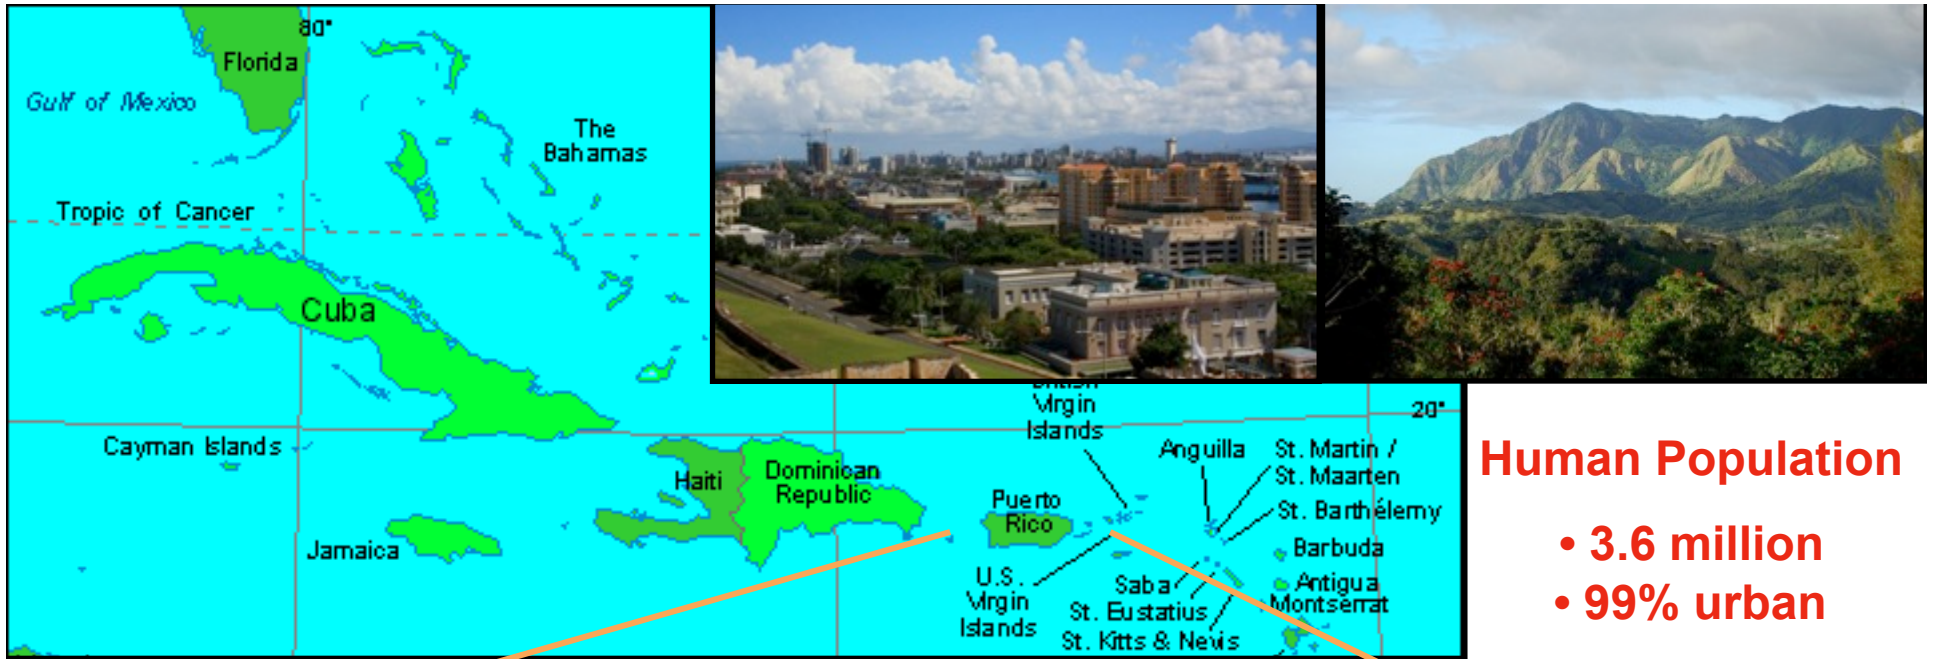 80°
Florida
Gulf of Mexico
The
Bahamas
Tropic of Cancer
Cuba
British
Virgin
Islands
20°
Cayman Islands
Haiti
Dominican
Republic
Puerto
Rico
Anguilla
St. Martin /
St. Maarten
St. Barthélemy
Jamaica
Barbuda
U.S.
Virgin
Islands
Saba
Antigua
St. Eustatius
Montserrat
St. Kitts & Nevis
Human Population
• 3.6 million
• 99% urban